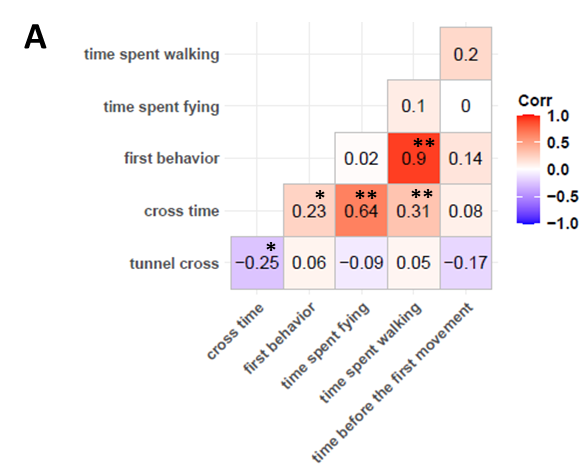 A
time spent walking
0.2
time spent fying
0.1
0
Corr
1.0
0.5
0.0
−0.5
−1.0
first behavior
0.02
**
0.9
0.14
cross time
*
0.23
**
0.64
**
0.31
0.08
tunnel cross
*
−0.25
0.06
−0.09
0.05
−0.17
cross time
first behavior
time spent fying
time spent walking
time before the first movement